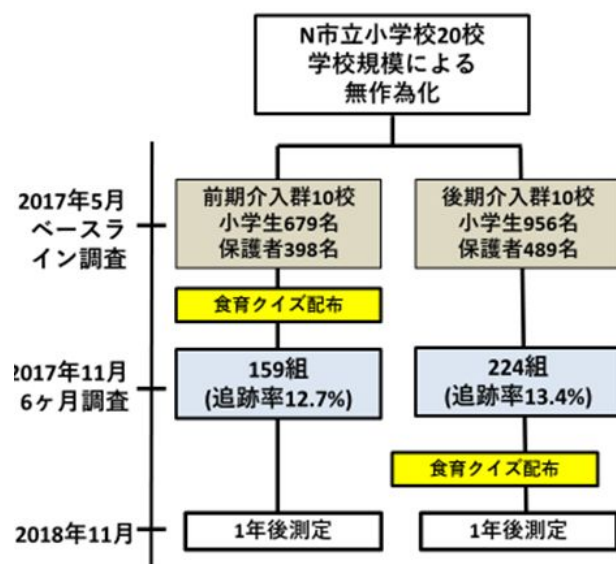 N市立小学校20校
学校規模による
無作為化
2017年5月
ベースラ
イン調査
前期介入群10校
小学生679名
保護者398名
後期介入群10校
小学生956名
保護者489名
食育クイズ配布
2017年11月
6ヶ月調査
159組
(追跡率12.7%)
224組
(追跡率13.4%)
食育クイズ配布
2018年11月
1年後測定
1年後測定